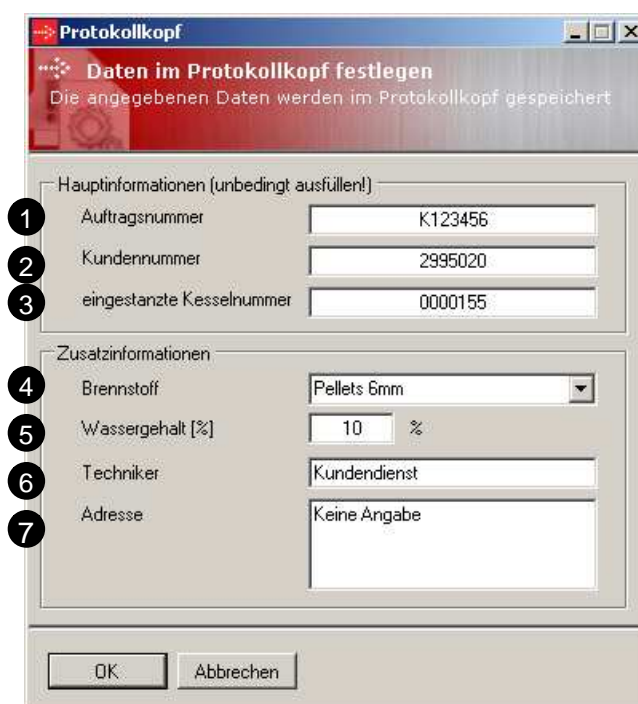 Protokollkopf
Daten im Protokollkopf festlegen
Die angegebenen Daten werden im Protokollkopf gespeichert
Hauptinformationen (unbedingt ausfüllen!)
1 Auftragsnummer K123456
2 Kundennummer 2995020
3 eingestanzte Kesselnummer 0000155
Zusatzinformationen
4 Brennstoff Pellets 6mm
5 Wassergehalt [%] 10 %
6 Techniker Kundendienst
7 Adresse Keine Angabe
OK Abbrechen